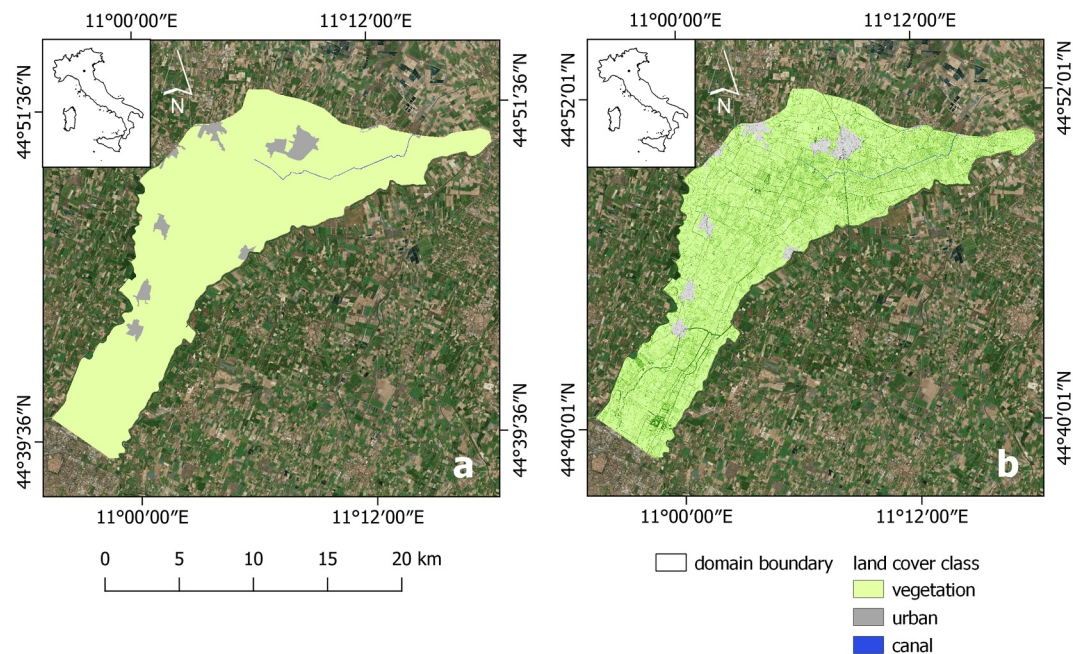 11°00′00″E 11°12′00″E 11°00′00″E 11°12′00″E
N N
44°51′36″N 44°51′36″N 44°52′01″N 44°52′01″N
44°39′36″N 44°39′36″N 44°40′01″N 44°40′01″N
a b
11°00′00″E 11°12′00″E 11°00′00″E 11°12′00″E
0 5 10 15 20 km
domain boundary land cover class
vegetation
urban
canal